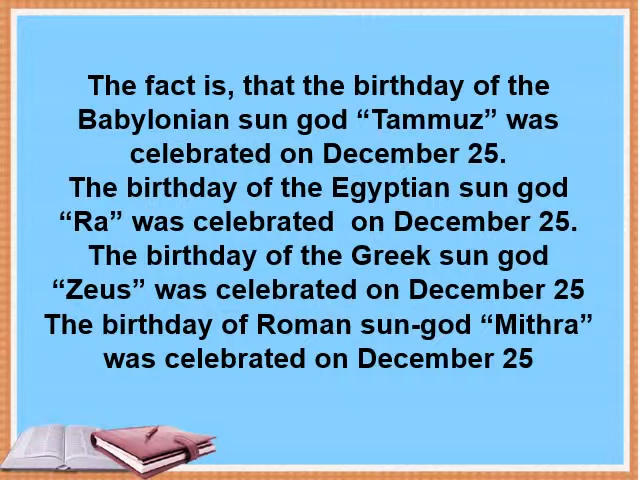 The fact is, that the birthday of the
Babylonian sun god “Tammuz” was
celebrated on December 25.
The birthday of the Egyptian sun god
“Ra” was celebrated  on December 25.
The birthday of the Greek sun god
“Zeus” was celebrated on December 25
The birthday of Roman sun-god “Mithra”
was celebrated on December 25